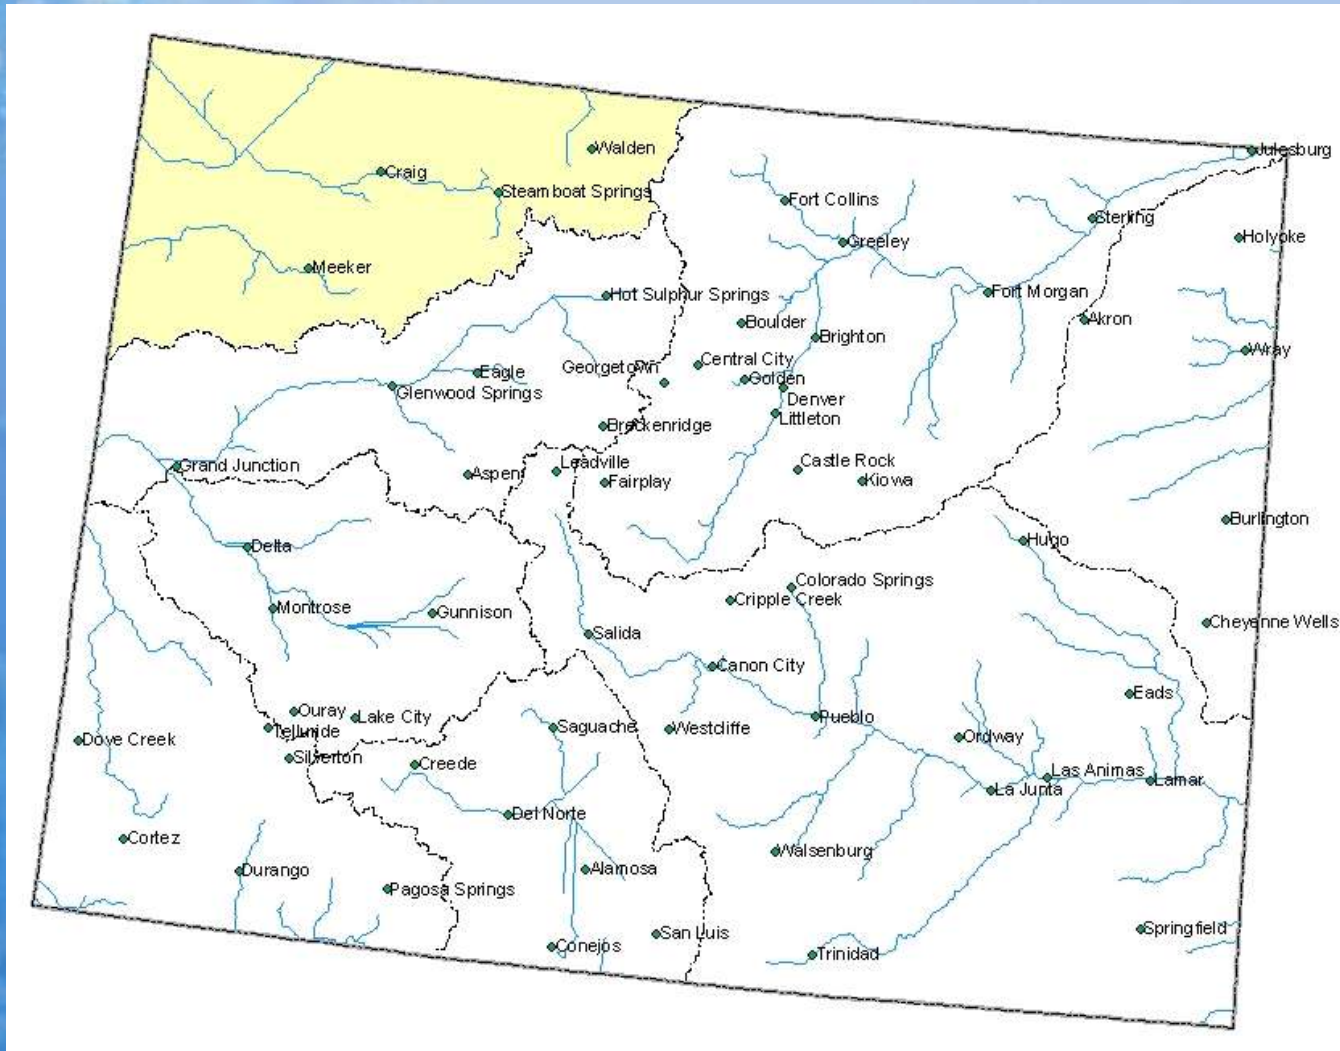 Julesburg
Walden
Craig
Steamboat Springs
Fort Collins
Sterling
Holyoke
Greeley
Meeker
Fort Morgan
Hot Sulphur Springs
Akron
Boulder
Brighton
Wray
Central City
Georgetown
Eagle
Golden
Glenwood Springs
Denver
Littleton
Breckenridge
Castle Rock
Leadville
Grand Junction
Aspen
Fairplay
Kiowa
Burlington
Hugo
Delta
Colorado Springs
Cripple Creek
Montrose
Gunnison
Cheyenne Wells
Salida
Canon City
Eads
Ouray
Lake City
Pueblo
Telluride
Saguache
Westcliffe
Dove Creek
Ordway
Silverton
Creede
Las Animas
Lamar
La Junta
Del Norte
Cortez
Walsenburg
Durango
Alamosa
Pagosa Springs
Springfield
San Luis
Conejos
Trinidad